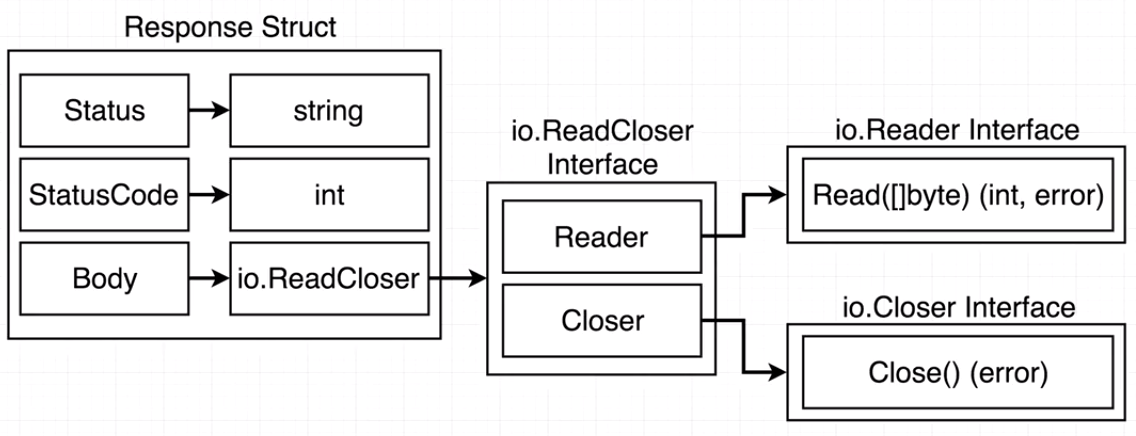 Response Struct
Status
string
StatusCode
int
Body
io.ReadCloser
io.ReadCloser
Interface
Reader
Closer
io.Reader Interface
Read([]byte) (int, error)
io.Closer Interface
Close() (error)